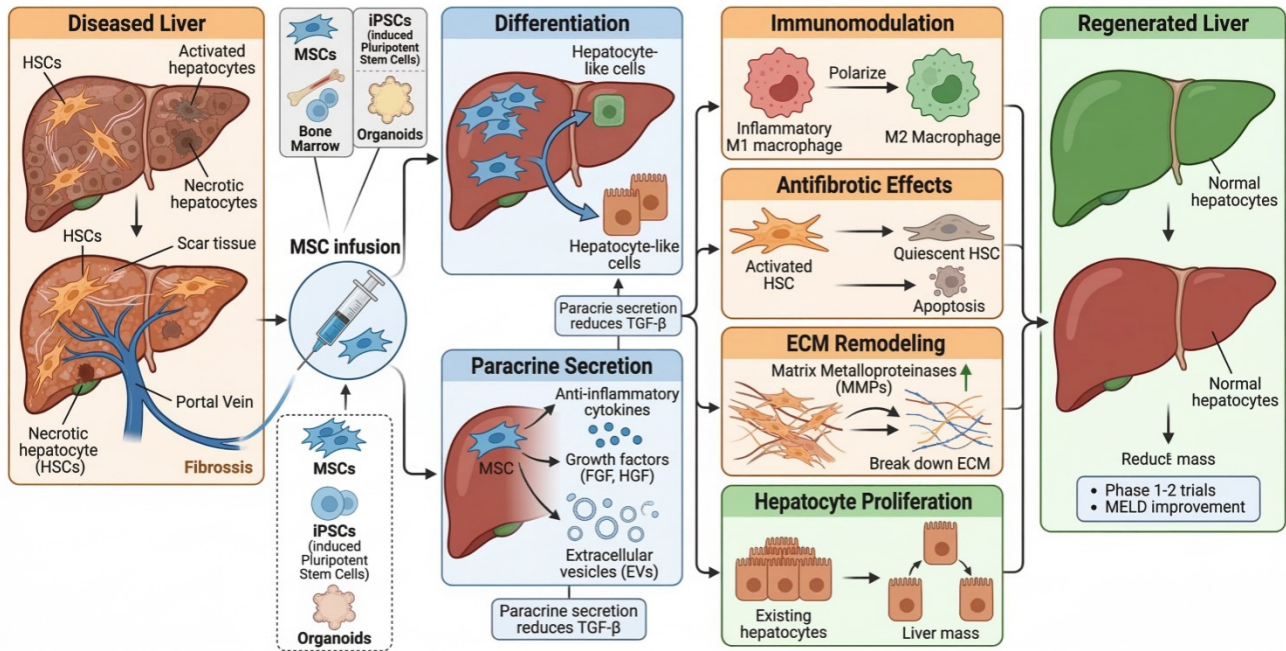 Diseased Liver
HSCs
Activated
hepatocytes
Necrotic
hepatocytes
HSCs
Scar tissue
Portal Vein
Necrotic
hepatocyte
(HSCs)
Fibrossis
MSCs
Bone
Marrow
iPSCs
(induced
Pluripotent
Stem Cells)
Organoids
MSC infusion
MSCs
iPSCs
(induced
Pluripotent
Stem Cells)
Organoids
Differentiation
Hepatocyte-
like cells
Hepatocyte-like
cells
Paracrie secretion
reduces TGF-β
Paracrine Secretion
MSC
Anti-inflammatory
cytokines
Growth factors
(FGF, HGF)
Extracellular
vesicles (EVs)
Paracrine secretion
reduces TGF-β
Immunomodulation
Polarize
Inflammatory
M1 macrophage
M2 Macrophage
Antifibrotic Effects
Activated
HSC
Quiescent HSC
Apoptosis
ECM Remodeling
Matrix Metalloproteinases
(MMPs)
Break down ECM
Hepatocyte Proliferation
Existing
hepatocytes
Liver mass
Regenerated Liver
Normal
hepatocytes
Normal
hepatocytes
mass
• Phase 1-2 trials
• MELD improvement